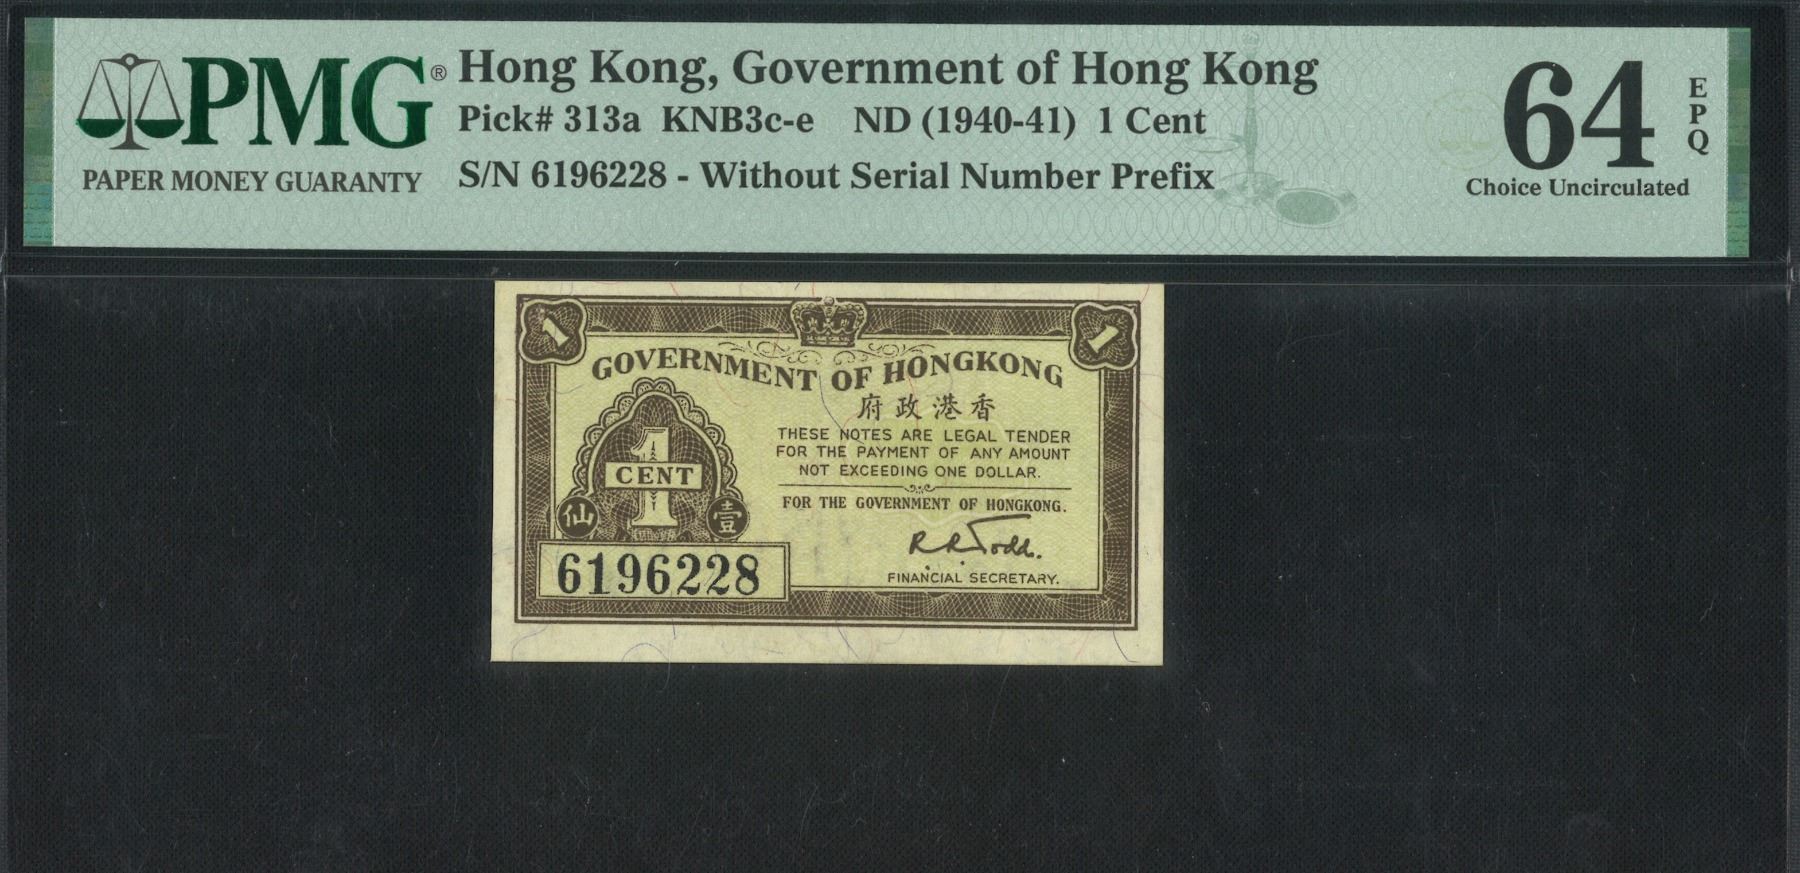 PMG®
PAPER MONEY GUARANTY
Hong Kong, Government of Hong Kong
Pick# 313a KNB3c-e ND (1940-41) 1 Cent
S/N 6196228 - Without Serial Number Prefix
64
EPQ
Choice Uncirculated
1
1
GOVERNMENT OF HONGKONG
府政港香
THESE NOTES ARE LEGAL TENDER
FOR THE PAYMENT OF ANY AMOUNT
NOT EXCEEDING ONE DOLLAR.
FOR THE GOVERNMENT OF HONGKONG.
1
CENT
仙 壹
6196228
R R Todd.
FINANCIAL SECRETARY.